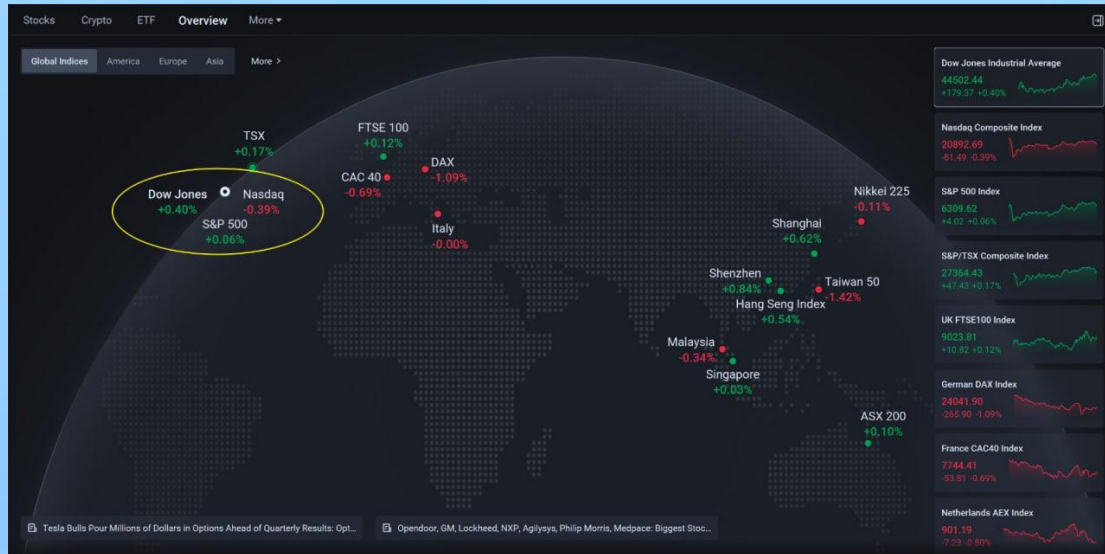 Stocks Crypto ETF Overview More
Global Indices America Europe Asia More >
TSX
+0.17%
FTSE 100
+0.12%
DAX
-1.09%
CAC 40
-0.69%
Dow Jones
+0.40%
Nasdaq
-0.39%
S&P 500
+0.06%
Italy
-0.00%
Nikkei 225
-0.11%
Shanghai
+0.62%
Shenzhen
+0.84%
Taiwan 50
-1.42%
Hang Seng Index
+0.54%
Malaysia
-0.34%
Singapore
+0.03%
ASX 200
+0.10%
Dow Jones Industrial Average
44502.44
+179.37 +0.40%
Nasdaq Composite Index
20892.69
-81.49 -0.39%
S&P 500 Index
6309.62
+4.02 +0.06%
S&P/TSX Composite Index
27364.43
+47.43 +0.17%
UK FTSE100 Index
9023.81
+10.82 +0.12%
German DAX Index
24041.90
-265.90 -1.09%
France CAC40 Index
7744.41
-53.81 -0.69%
Netherlands AEX Index
901.19
-7.23 -0.80%
Tesla Bulls Pour Millions of Dollars in Options Ahead of Quarterly Results: Opt...
Opendoor, GM, Lockheed, NXP, Agilysys, Philip Morris, Medpace: Biggest Stoc...